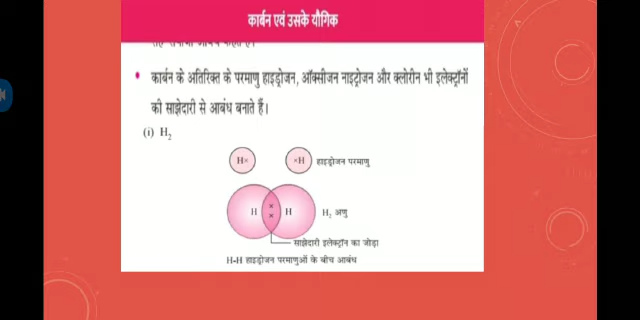 कार्बन एवं उसके यौगिक
• कार्बन के अतिरिक्त के परमाणु हाइड्रोजन, ऑक्सीजन नाइट्रोजन और क्लोरीन भी इलेक्ट्रॉनों
की साझेदारी से आबंध बनाते हैं।
(i) H₂
H× ×H हाइड्रोजन परमाणु
H × × H H₂ अणु
साझेदारी इलेक्ट्रॉन का जोड़ा
H-H हाइड्रोजन परमाणुओं के बीच आबंध